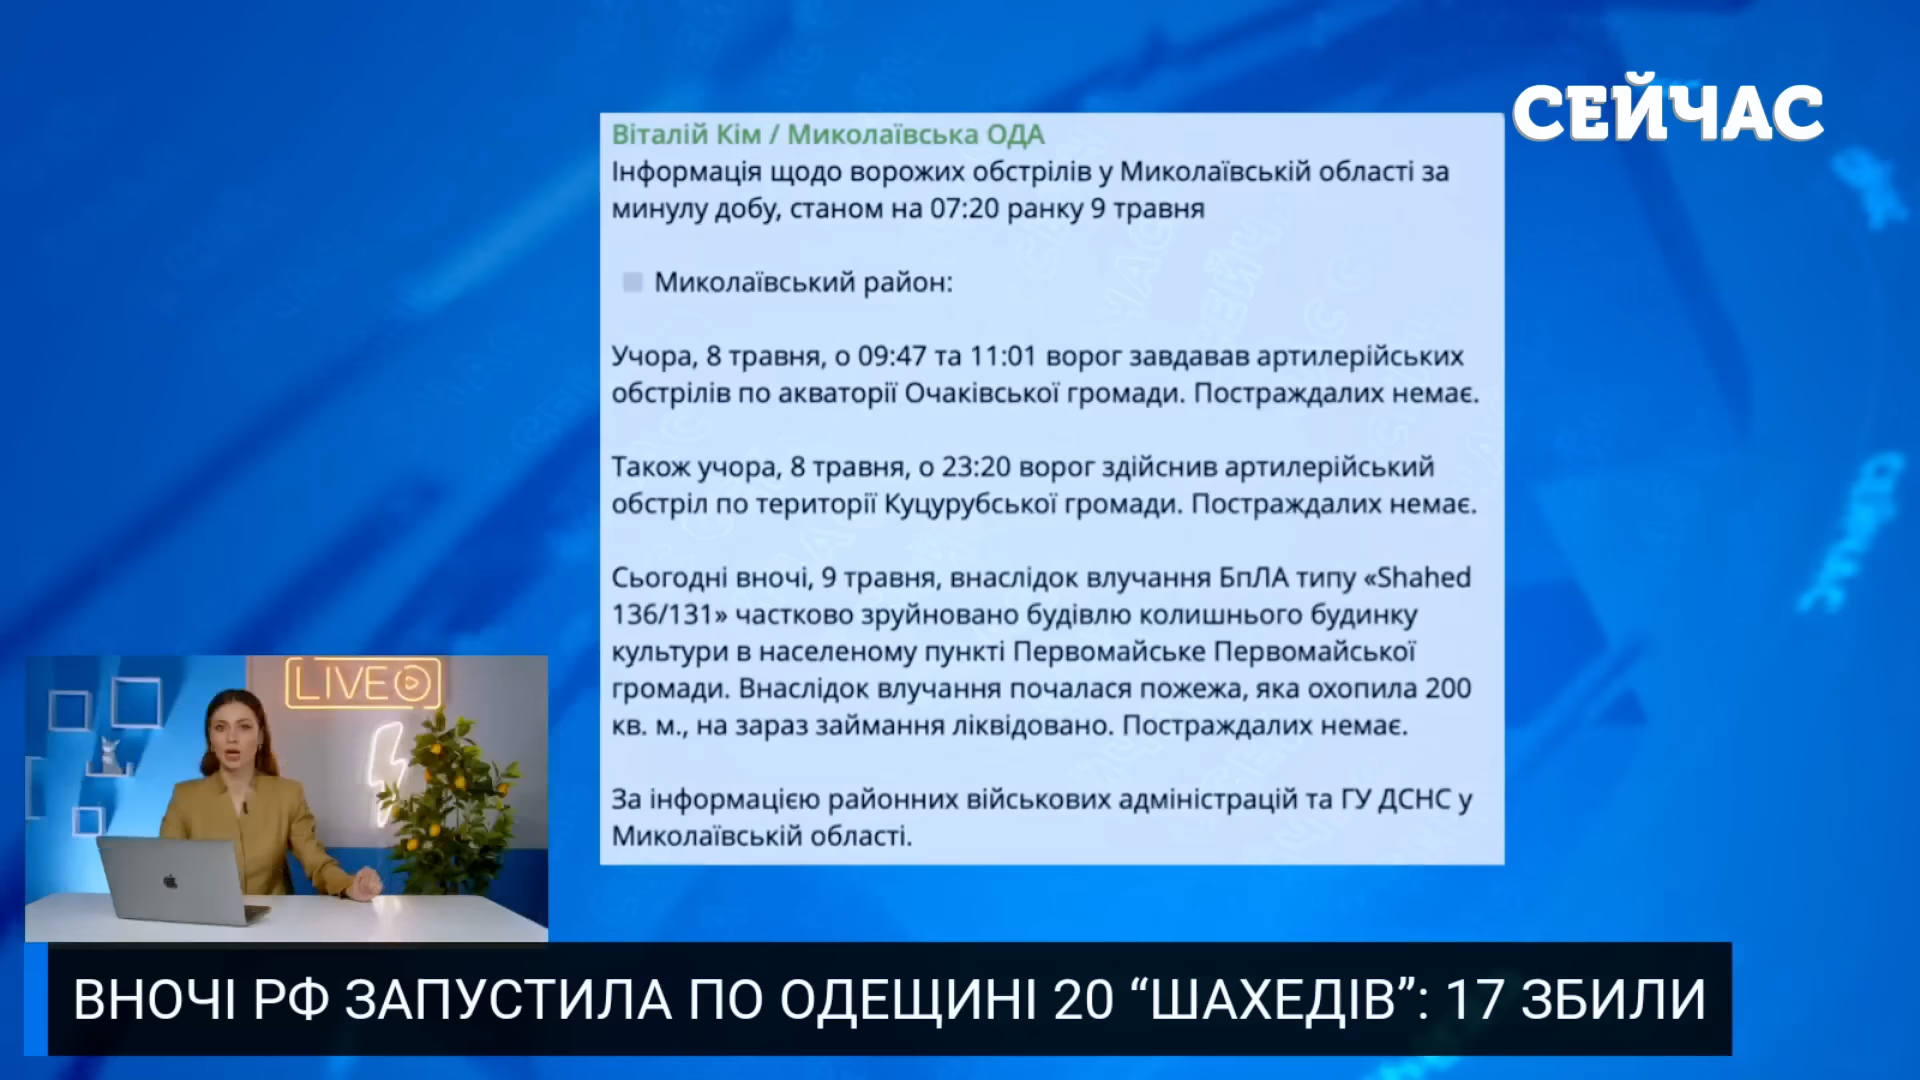 СЕЙЧАС
Віталій Кім / Миколаївська ОДА
Інформація щодо ворожих обстрілів у Миколаївській області за
минулу добу, станом на 07:20 ранку 9 травня
Миколаївський район:
Учора, 8 травня, о 09:47 та 11:01 ворог завдавав артилерійських
обстрілів по акваторії Очаківської громади. Постраждалих немає.
Також учора, 8 травня, о 23:20 ворог здійснив артилерійський
обстріл по території Куцурубської громади. Постраждалих немає.
Сьогодні вночі, 9 травня, внаслідок влучання БпЛА типу «Shahed
136/131» частково зруйновано будівлю колишнього будинку
культури в населеному пункті Первомайське Первомайської
громади. Внаслідок влучання почалася пожежа, яка охопила 200
кв. м., на зараз займання ліквідовано. Постраждалих немає.
За інформацією районних військових адміністрацій та ГУ ДСНС у
Миколаївській області.
LIVE
ВНОЧІ РФ ЗАПУСТИЛА ПО ОДЕЩИНІ 20 “ШАХЕДІВ”: 17 ЗБИЛИ